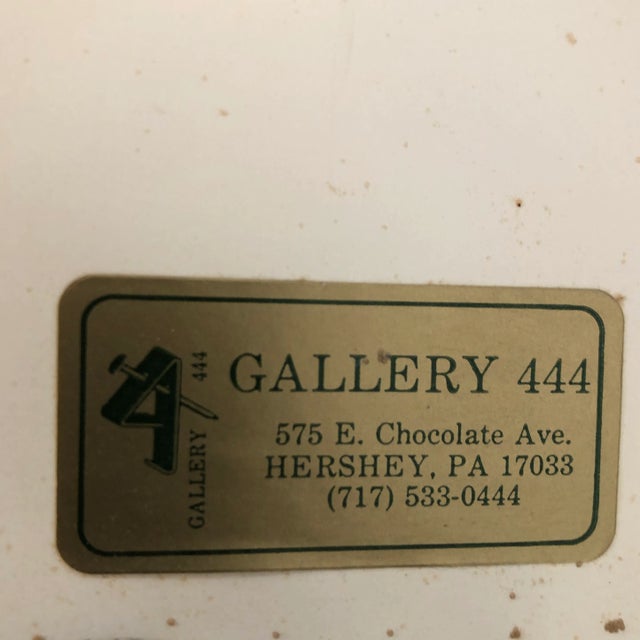 GALLERY 444
GALLERY 444
575 E. Chocolate Ave.
HERSHEY, PA 17033
(717) 533-0444